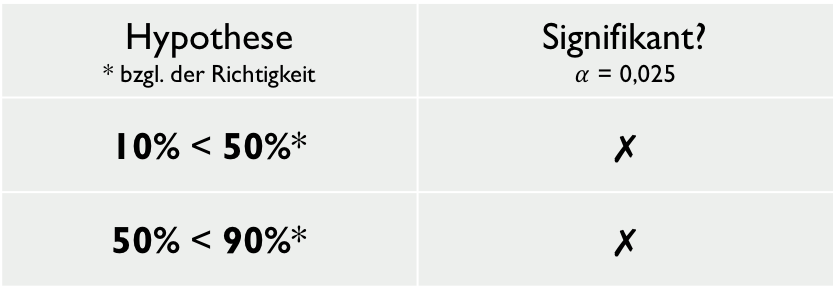 Hypothese
* bzgl. der Richtigkeit
Signifikant?
α = 0,025
10% < 50%*
✗
50% < 90%*
✗